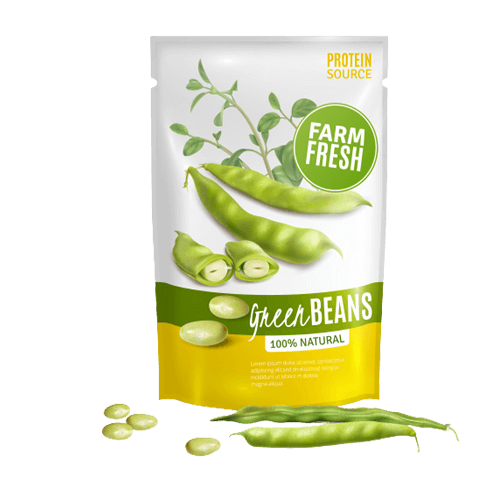 PROTEIN
SOURCE
FARM
FRESH
Green BEANS
100% NATURAL
Lorem ipsum dolor sit amet, consectetur
adipiscing elit sed do eiusmod tempor
incididunt ut labore et dolore
magna aliqua.